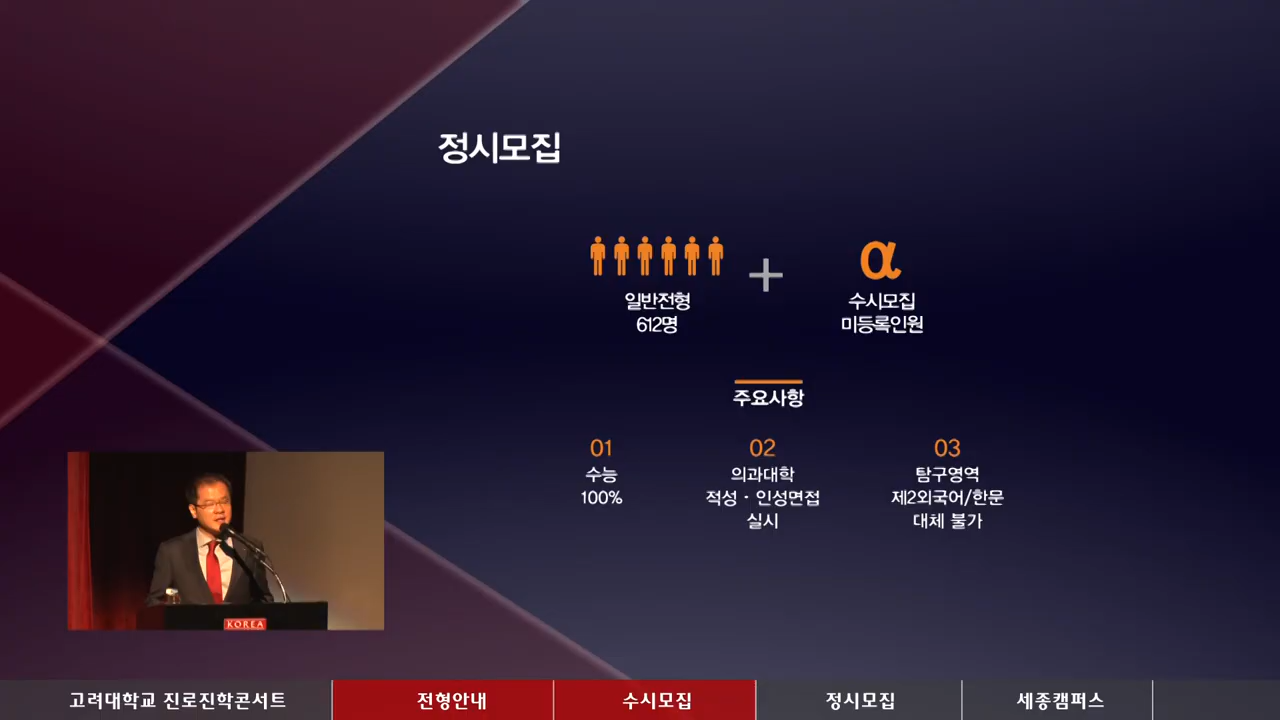 정시모집
α
일반전형
612명
수시모집
미등록인원
주요사항
01
수능
100%
02
의과대학
적성·인성면접
실시
03
탐구영역
제2외국어/한문
대체 불가
KOREA
고려대학교 진로진학콘서트
전형안내
수시모집
정시모집
세종캠퍼스